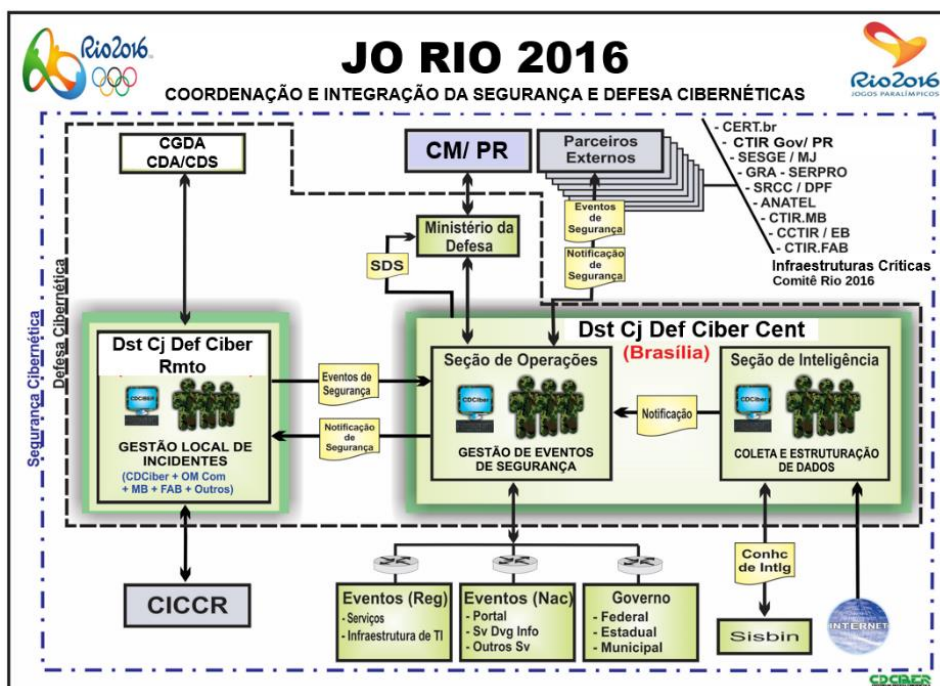 Rio2016
JO RIO 2016
COORDENAÇÃO E INTEGRAÇÃO DA SEGURANÇA E DEFESA CIBERNÉTICAS
Rio2016
JOGOS PARALÍMPICOS
Segurança Cibernética
Defesa Cibernética
CGDA
CDA/CDS
CM/ PR
Parceiros
Externos
- CERT.br
- CTIR Gov/ PR
- SESGE / MJ
- GRA - SERPRO
- SRCC / DPF
- ANATEL
- CTIR.MB
- CCTIR / EB
- CTIR.FAB
Infraestruturas Críticas
Comitê Rio 2016
Ministério da
Defesa
SDS
Eventos
de
Segurança
Notificação
de
Segurança
Dst Cj Def Ciber
Rmto
CDCiber
GESTÃO LOCAL DE
INCIDENTES
(CDCiber + OM Com
+ MB + FAB + Outros)
Eventos de
Segurança
Notificação
de
Segurança
Dst Cj Def Ciber Cent
(Brasília)
Seção de Operações
CDCiber
GESTÃO DE EVENTOS
DE SEGURANÇA
Notificação
Seção de Inteligência
CDCiber
COLETA E ESTRUTURAÇÃO
DE DADOS
CICCR
Eventos (Reg)
- Serviços
- Infraestrutura de TI
Eventos (Nac)
- Portal
- Sv Dvg Info
- Outros Sv
Governo
- Federal
- Estadual
- Municipal
Conhc
de Intlg
Sisbin
INTERNET
CDCIBER